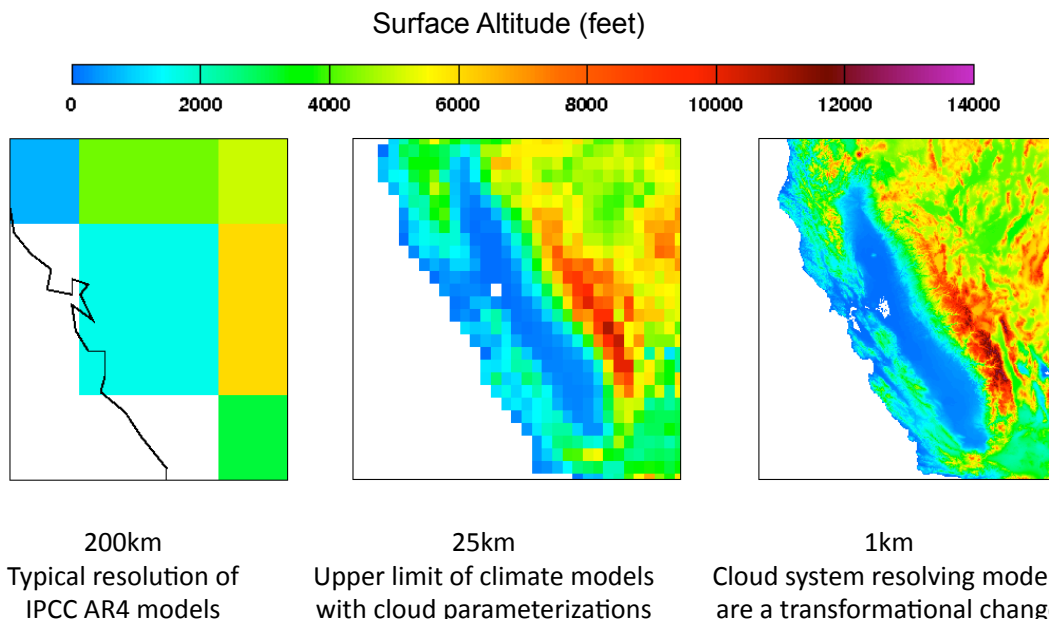 Surface Altitude (feet)
0 2000 4000 6000 8000 10000 12000 14000
200km
Typical resolution of
IPCC AR4 models
25km
Upper limit of climate models
with cloud parameterizations
1km
Cloud system resolving mode
are a transformational change